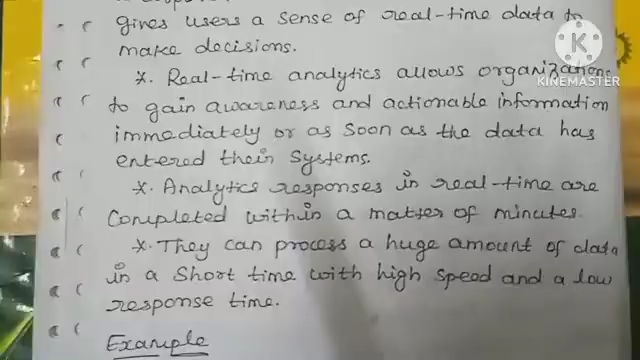 gives users a sense of real-time data to
make decisions.
*. Real-time analytics allows organizations
to gain awareness and actionable information
immediately or as soon as the data has
entered their systems.
*. Analytics responses in real-time are
completed within a matter of minutes.
*. They can process a huge amount of data
in a short time with high speed and a low
response time.
Example
KINEMASTER